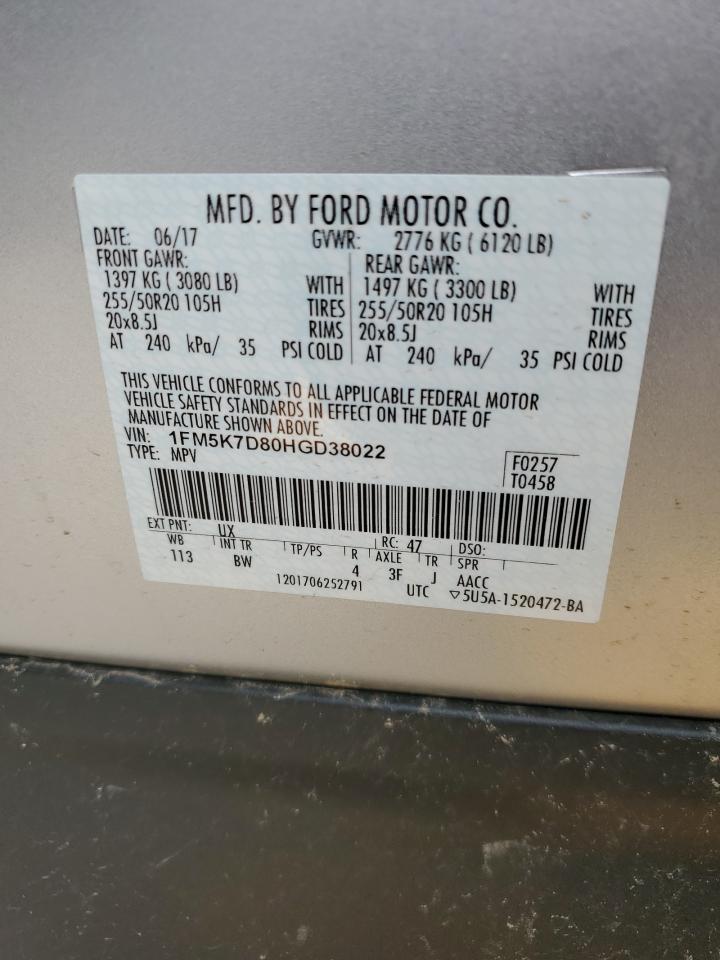 MFD. BY FORD MOTOR CO.
DATE: 06/17 GVWR: 2776 KG ( 6120 LB)
FRONT GAWR: REAR GAWR:
1397 KG ( 3080 LB) WITH 1497 KG ( 3300 LB) WITH
255/50R20 105H TIRES 255/50R20 105H TIRES
20x8.5J RIMS 20x8.5J RIMS
AT 240 kPa/ 35 PSI COLD AT 240 kPa/ 35 PSI COLD
THIS VEHICLE CONFORMS TO ALL APPLICABLE FEDERAL MOTOR
VEHICLE SAFETY STANDARDS IN EFFECT ON THE DATE OF
MANUFACTURE SHOWN ABOVE.
VIN: 1FM5K7D80HGD38022
TYPE: MPV
F0257
T0458
EXT PNT: UX RC: 47 DSO:
WB INT TR TP/PS R AXLE TR SPR
113 BW 4 3F J AACC
1201706252791 UTC ▽5U5A-1520472-BA